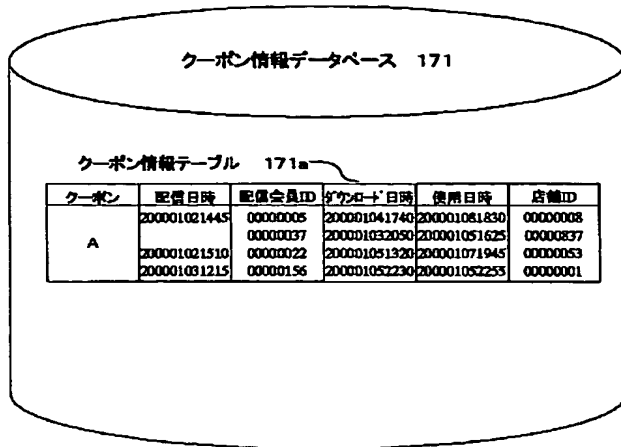 クーポン情報データベース 171
クーポン情報テーブル 171a
クーポン 配信日時 配信会員ID ダウンロード日時 使用日時 店舗ID
A
200001021445 00000005 200001041740 200001081830 00000008
00000037 200001032050 200001051625 00000837
200001021510 00000022 200001051320 200001071945 00000053
200001031215 00000156 200001052230 200001052255 00000001